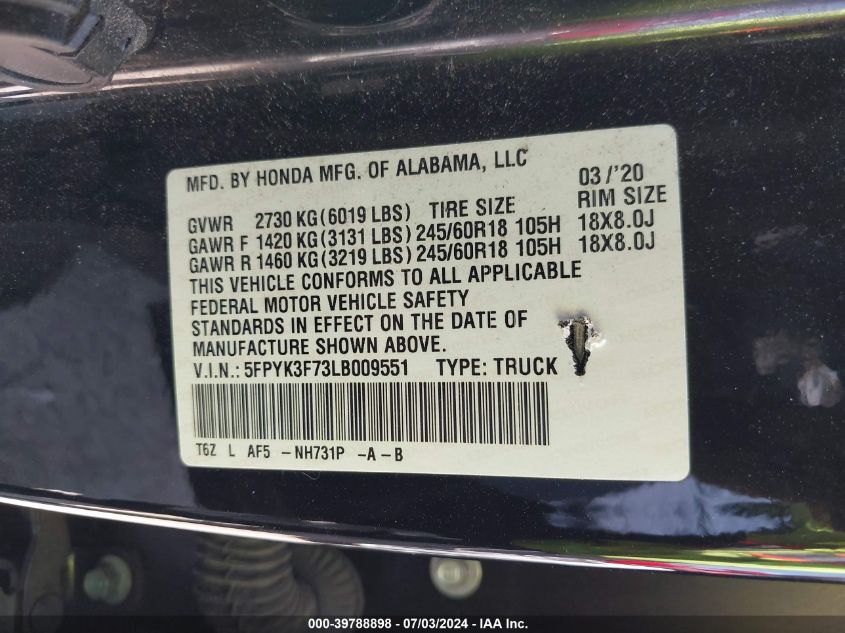 MFD. BY HONDA MFG. OF ALABAMA, LLC 03/'20
GVWR 2730 KG(6019 LBS) TIRE SIZE RIM SIZE
GAWR F 1420 KG(3131 LBS) 245/60R18 105H 18X8.0J
GAWR R 1460 KG(3219 LBS) 245/60R18 105H 18X8.0J
THIS VEHICLE CONFORMS TO ALL APPLICABLE
FEDERAL MOTOR VEHICLE SAFETY
STANDARDS IN EFFECT ON THE DATE OF
MANUFACTURE SHOWN ABOVE.
V.I.N.: 5FPYK3F73LB009551 TYPE: TRUCK
T6Z L AF5 -NH731P -A-B
000-39788898 - 07/03/2024 - IAA Inc.